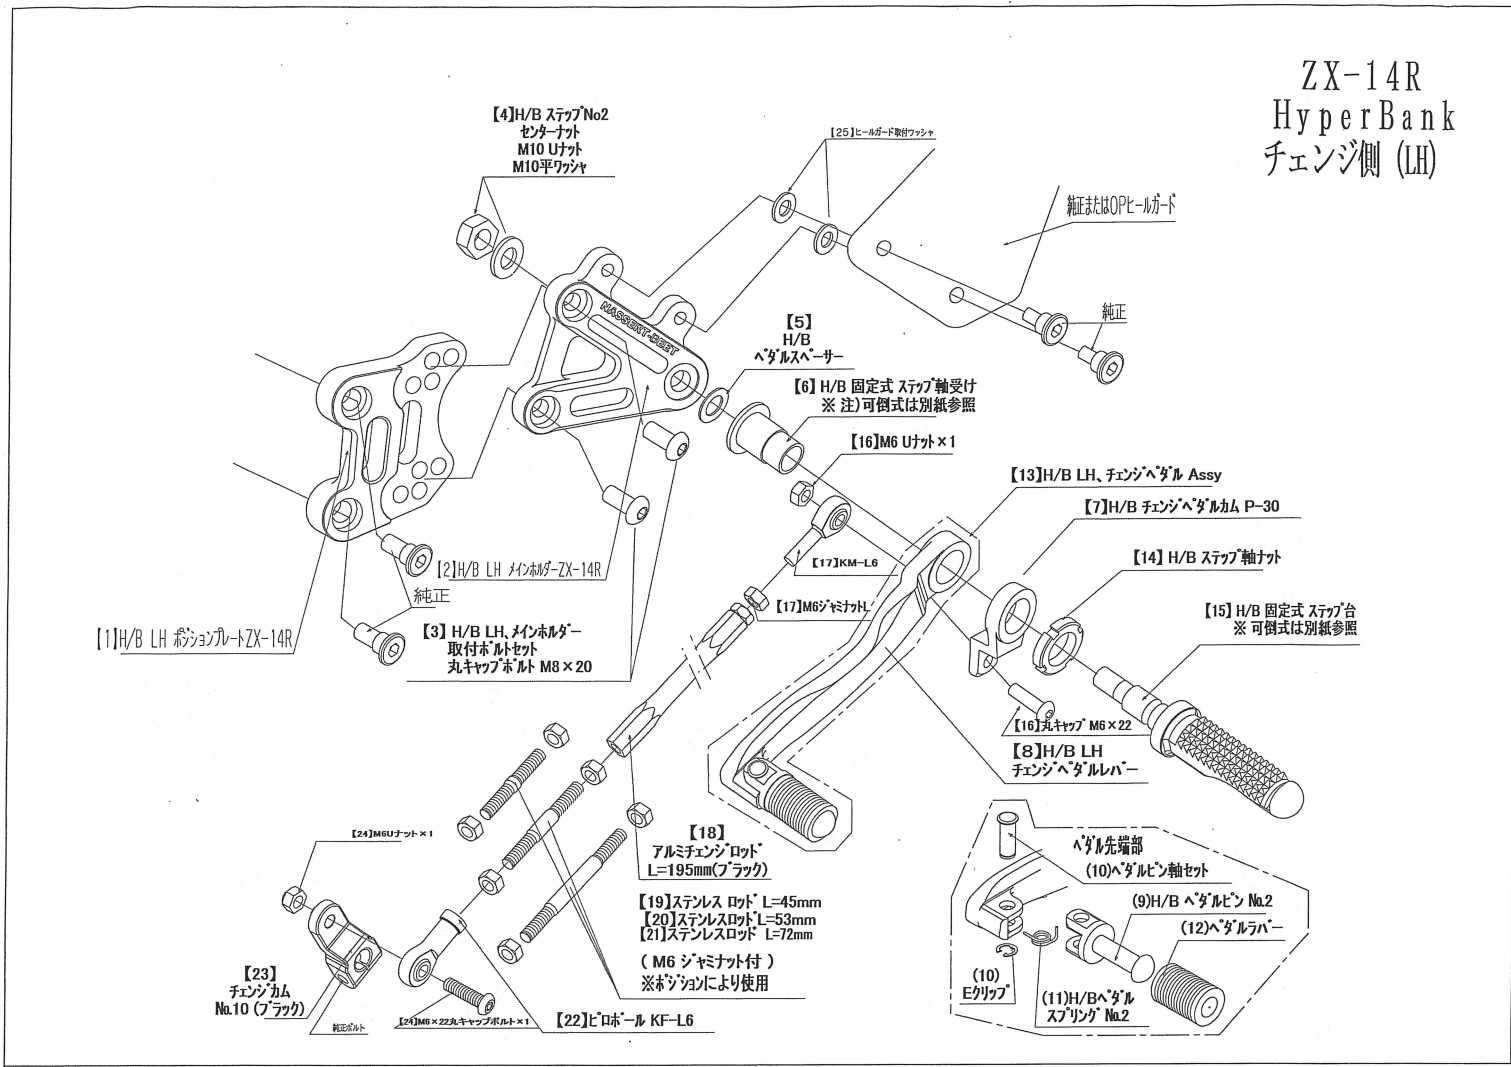 ZX-14R
HyperBank
チェンジ側 (LH)
【4】H/B ステップNo2
センターナット
M10 Uナット
M10平ワッシャ
【25】ヒールガード取付ワッシャ
純正またはOPヒールガード
純正
NASSERT-BEET
【5】
H/B
ペダルスペーサー
【6】H/B 固定式 ステップ軸受け
※ 注)可倒式は別紙参照
【16】M6 Uナット×1
【13】H/B LH、チェンジペダル Assy
【7】H/B チェンジペダルカム P-30
【14】H/B ステップ軸ナット
【15】H/B 固定式 ステップ台
※ 可倒式は別紙参照
【17】KM-L6
【17】M6ジャミナットL
【2】H/B LH メインホルダーZX-14R
純正
【1】H/B LH ポジションプレートZX-14R
【3】H/B LH、メインホルダー
取付ボルトセット
丸キャップボルト M8×20
【16】丸キャップ M6×22
【8】H/B LH
チェンジペダルレバー
【24】M6Uナット×1
【18】
アルミチェンジロッド
L=195mm(ブラック)
【19】ステンレス ロッド L=45mm
【20】ステンレスロッド L=53mm
【21】ステンレスロッド L=72mm
( M6 ジャミナット付 )
※ポジションにより使用
【23】
チェンジカム
No.10 (ブラック)
純正ボルト
【24】M6×22丸キャップボルト×1
【22】ピロボール KF-L6
ペダル先端部
(10)ペダルピン軸セット
(9)H/B ペダルピン No.2
(12)ペダルラバー
(10)
Eクリップ
(11)H/Bペダル
スプリング No.2